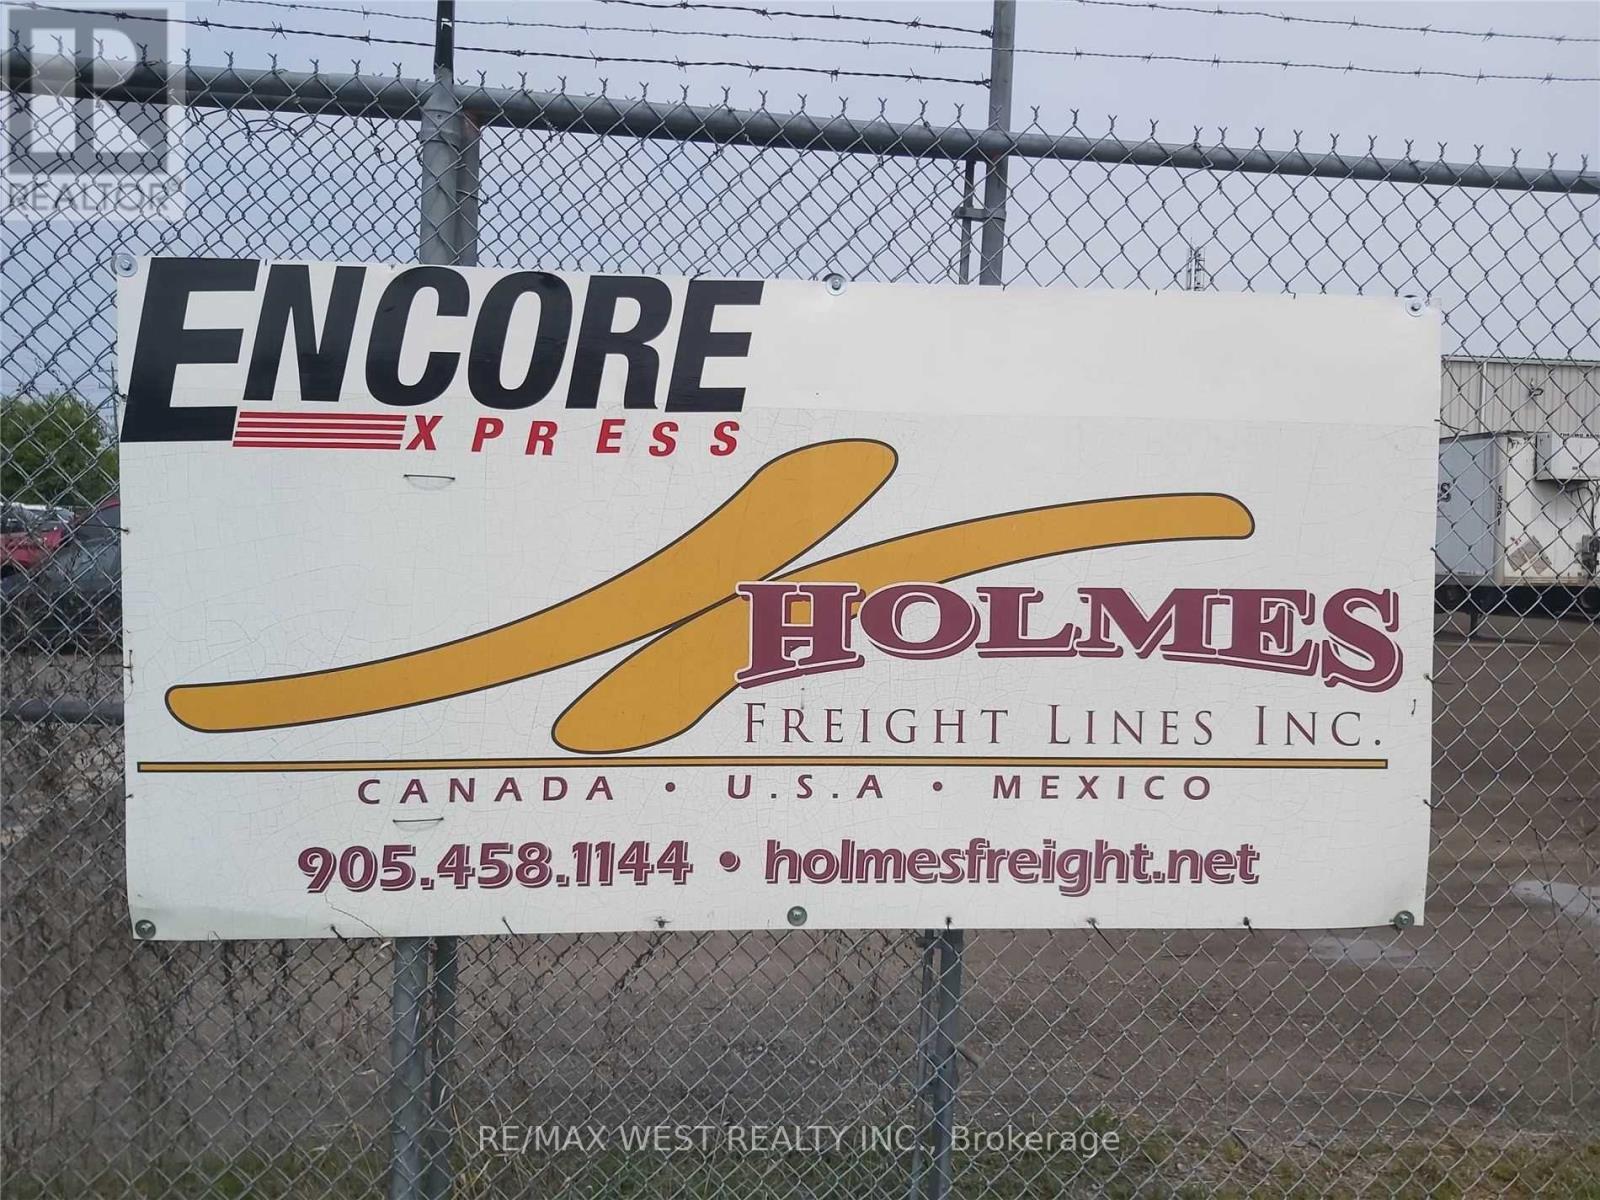 REALTOR®
ENCORE
XPRESS
HOLMES
FREIGHT LINES INC.
CANADA • U.S.A • MEXICO
905.458.1144 • holmesfreight.net
RE/MAX WEST REALTY INC., Brokerage